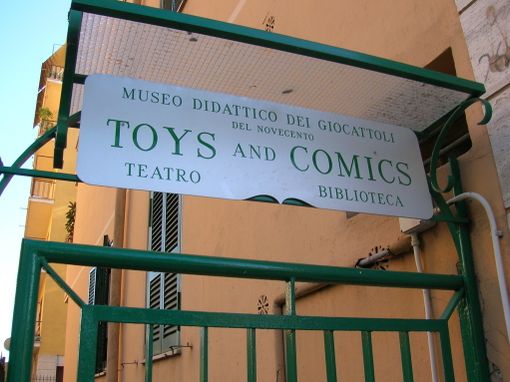 MUSEO DIDATTICO DEI GIOCATTOLI
DEL NOVECENTO
TOYS AND COMICS
TEATRO BIBLIOTECA